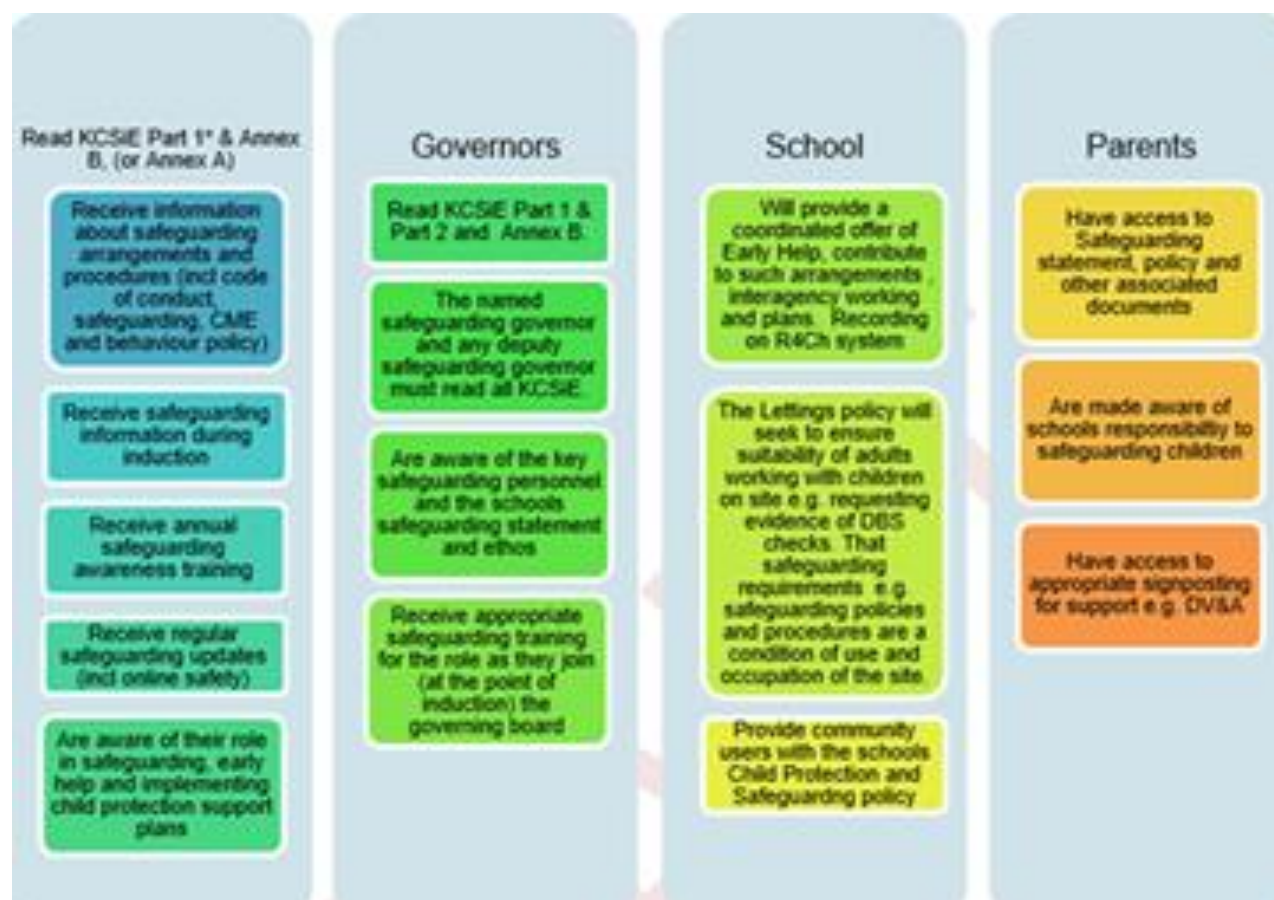 Read KCSiE Part 1* & Annex
B, (or Annex A)
Receive information
about safeguarding
arrangements and
procedures (incl code
of conduct,
safeguarding, CME
and behaviour policy)
Receive safeguarding
information during
induction
Receive annual
safeguarding
awareness training
Receive regular
safeguarding updates
(incl online safety)
Are aware of their role
in safeguarding, early
help and implementing
child protection support
plans
Governors
Read KCSiE Part 1 &
Part 2 and Annex B
The named
safeguarding governor
and any deputy
safeguarding governor
must read all KCSiE
Are aware of the key
safeguarding personnel
and the schools
safeguarding statement
and ethos
Receive appropriate
safeguarding training
for the role as they join
(at the point of
induction) the
governing board
School
Will provide a
coordinated offer of
Early Help, contribute
to such arrangements ,
interagency working
and plans. Recording
on R4Ch system
The Lettings policy will
seek to ensure
suitability of adults
working with children
on site e.g. requesting
evidence of DBS
checks. That
safeguarding
requirements e.g
safeguarding policies
and procedures are a
condition of use and
occupation of the site.
Provide community
users with the schools
Child Protection and
Safeguardng policy
Parents
Have access to
Safeguarding
statement, policy and
other associated
documents
Are made aware of
schools responsibiltiy to
safeguarding children
Have access to
appropriate signposting
for support e.g. DV&A